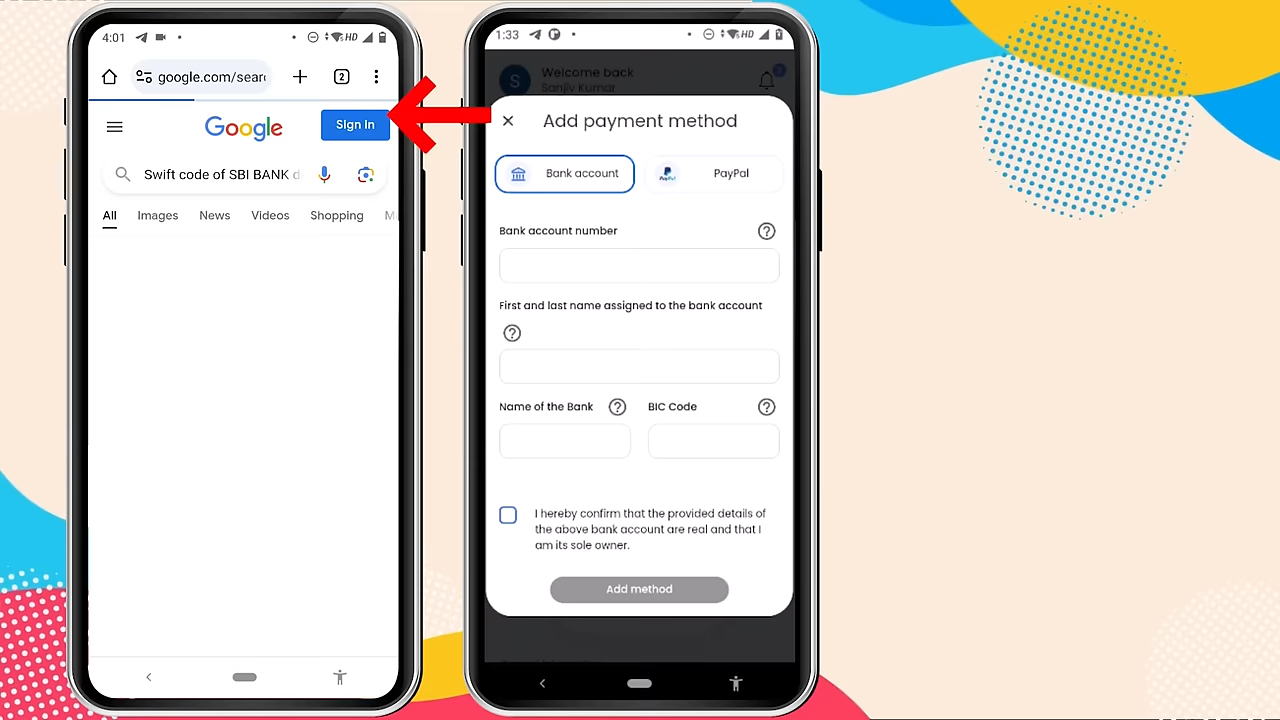 4:01
HD
google.com/sear
2
Google
Sign In
Swift code of SBI BANK d
All Images News Videos Shopping M
1:33
HD
S
Welcome back
Sanjiv Kumar
Add payment method
Bank account
PayPal
PayPal
Bank account number
First and last name assigned to the bank account
Name of the Bank
BIC Code
I hereby confirm that the provided details of
the above bank account are real and that I
am its sole owner.
Add method